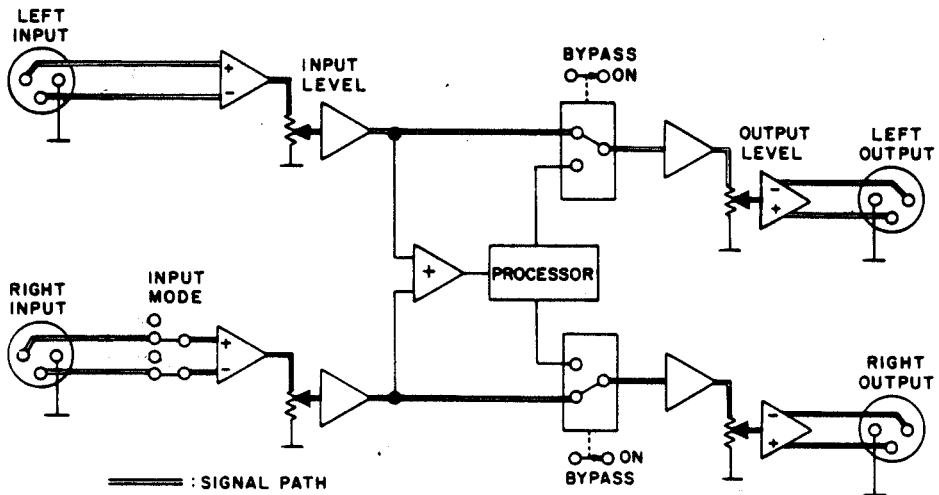 LEFT
INPUT
INPUT
LEVEL
BYPASS
ON
OUTPUT
LEVEL
LEFT
OUTPUT
+
−
−
+
+
PROCESSOR
RIGHT
INPUT
INPUT
MODE
+
−
RIGHT
OUTPUT
−
+
ON
BYPASS
: SIGNAL PATH